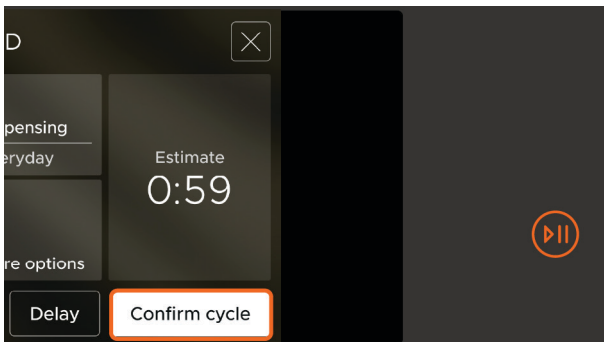 D
pensing
eryday
Estimate
0:59
re options
Delay
Confirm cycle